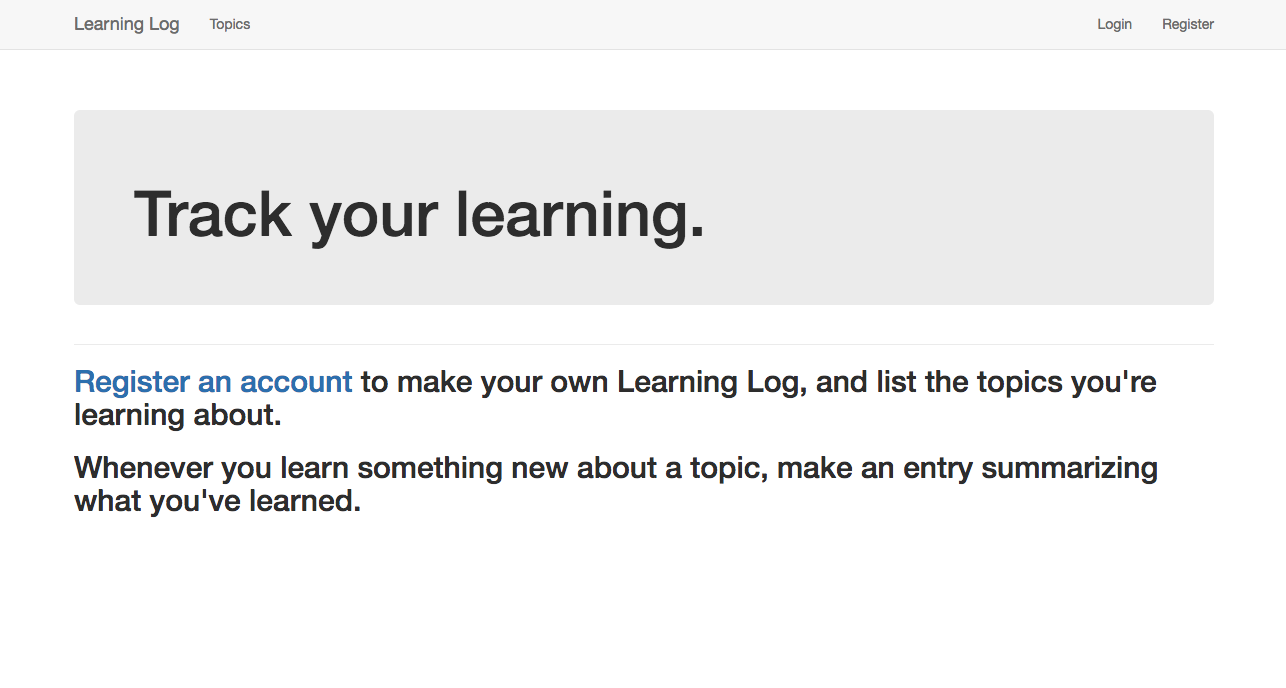 Learning Log Topics Login Register
Track your learning.
Register an account to make your own Learning Log, and list the topics you're
learning about.
Whenever you learn something new about a topic, make an entry summarizing
what you've learned.